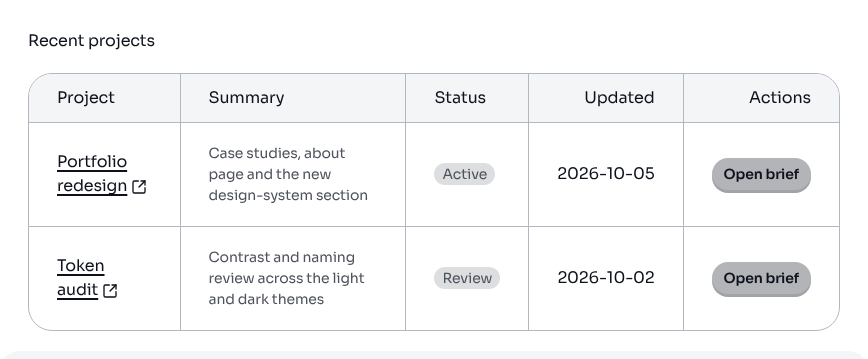 Recent projects
Project Summary Status Updated Actions
Portfolio
redesign
Case studies, about
page and the new
design-system section
Active
2026-10-05
Open brief
Token
audit
Contrast and naming
review across the light
and dark themes
Review
2026-10-02
Open brief